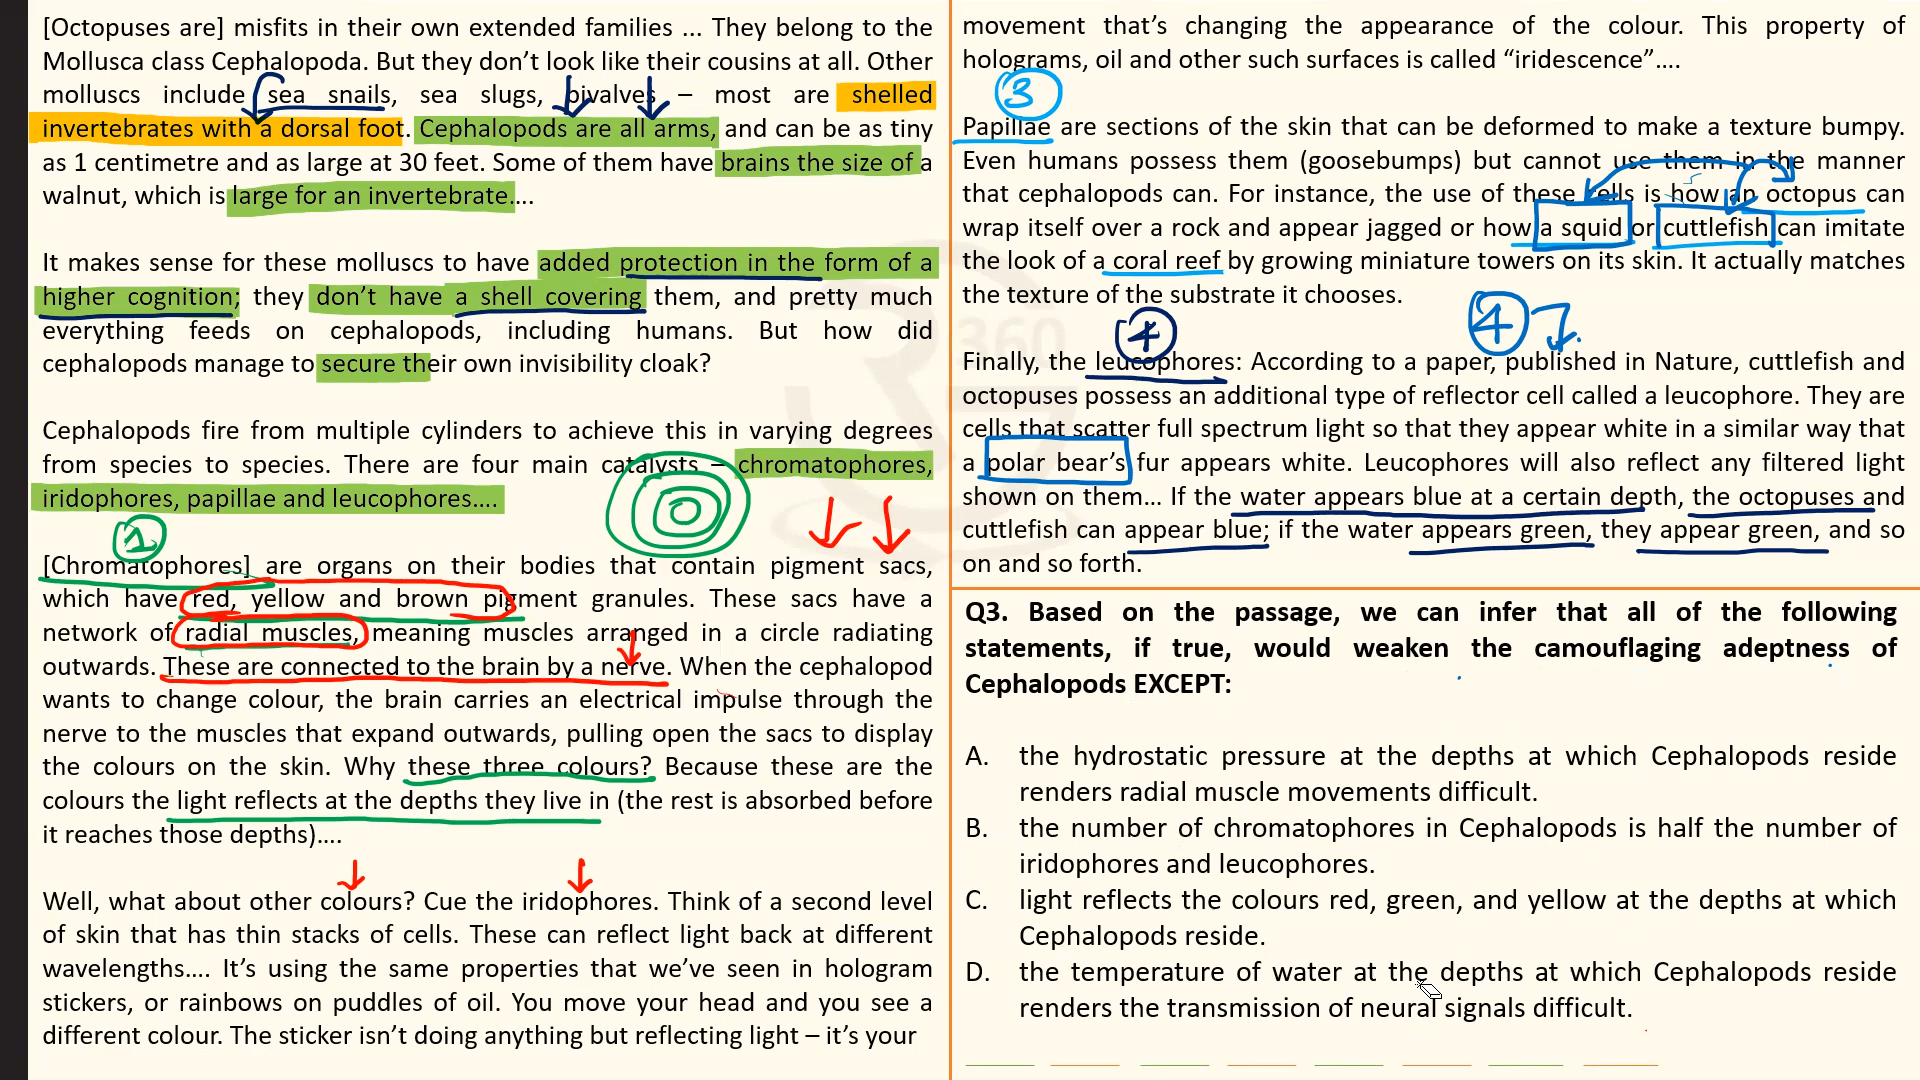 [Octopuses are] misfits in their own extended families ... They belong to the
Mollusca class Cephalopoda. But they don't look like their cousins at all. Other
molluscs include sea snails, sea slugs, bivalves – most are shelled
invertebrates with a dorsal foot. Cephalopods are all arms, and can be as tiny
as 1 centimetre and as large at 30 feet. Some of them have brains the size of a
walnut, which is large for an invertebrate....
It makes sense for these molluscs to have added protection in the form of a
higher cognition; they don't have a shell covering them, and pretty much
everything feeds on cephalopods, including humans. But how did
cephalopods manage to secure their own invisibility cloak?
Cephalopods fire from multiple cylinders to achieve this in varying degrees
from species to species. There are four main catalysts – chromatophores,
iridophores, papillae and leucophores....
1
[Chromatophores] are organs on their bodies that contain pigment sacs,
which have red, yellow and brown pigment granules. These sacs have a
network of radial muscles, meaning muscles arranged in a circle radiating
outwards. These are connected to the brain by a nerve. When the cephalopod
wants to change colour, the brain carries an electrical impulse through the
nerve to the muscles that expand outwards, pulling open the sacs to display
the colours on the skin. Why these three colours? Because these are the
colours the light reflects at the depths they live in (the rest is absorbed before
it reaches those depths)....
Well, what about other colours? Cue the iridophores. Think of a second level
of skin that has thin stacks of cells. These can reflect light back at different
wavelengths.... It's using the same properties that we've seen in hologram
stickers, or rainbows on puddles of oil. You move your head and you see a
different colour. The sticker isn't doing anything but reflecting light – it's your
movement that's changing the appearance of the colour. This property of
holograms, oil and other such surfaces is called "iridescence"....
3
Papillae are sections of the skin that can be deformed to make a texture bumpy.
Even humans possess them (goosebumps) but cannot use them in the manner
that cephalopods can. For instance, the use of these cells is how an octopus can
wrap itself over a rock and appear jagged or how a squid or cuttlefish can imitate
the look of a coral reef by growing miniature towers on its skin. It actually matches
the texture of the substrate it chooses.
360
4 4
Finally, the leucophores: According to a paper, published in Nature, cuttlefish and
octopuses possess an additional type of reflector cell called a leucophore. They are
cells that scatter full spectrum light so that they appear white in a similar way that
a polar bear's fur appears white. Leucophores will also reflect any filtered light
shown on them... If the water appears blue at a certain depth, the octopuses and
cuttlefish can appear blue; if the water appears green, they appear green, and so
on and so forth.
Q3. Based on the passage, we can infer that all of the following
statements, if true, would weaken the camouflaging adeptness of
Cephalopods EXCEPT:
A. the hydrostatic pressure at the depths at which Cephalopods reside
renders radial muscle movements difficult.
B. the number of chromatophores in Cephalopods is half the number of
iridophores and leucophores.
C. light reflects the colours red, green, and yellow at the depths at which
Cephalopods reside.
D. the temperature of water at the depths at which Cephalopods reside
renders the transmission of neural signals difficult.